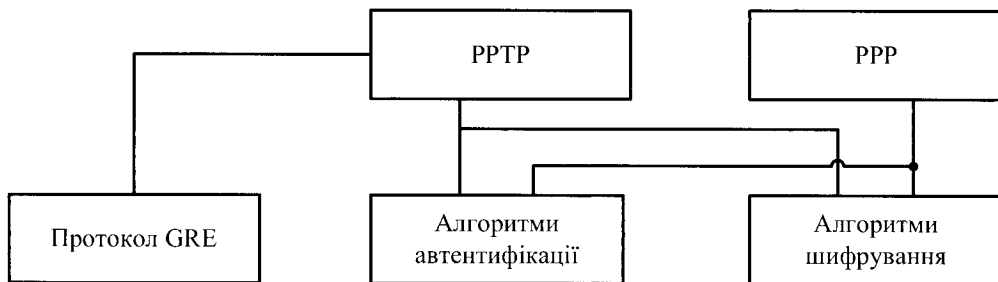 PPTP
PPP
Протокол GRE
Алгоритми
автентифікації
Алгоритми
шифрування